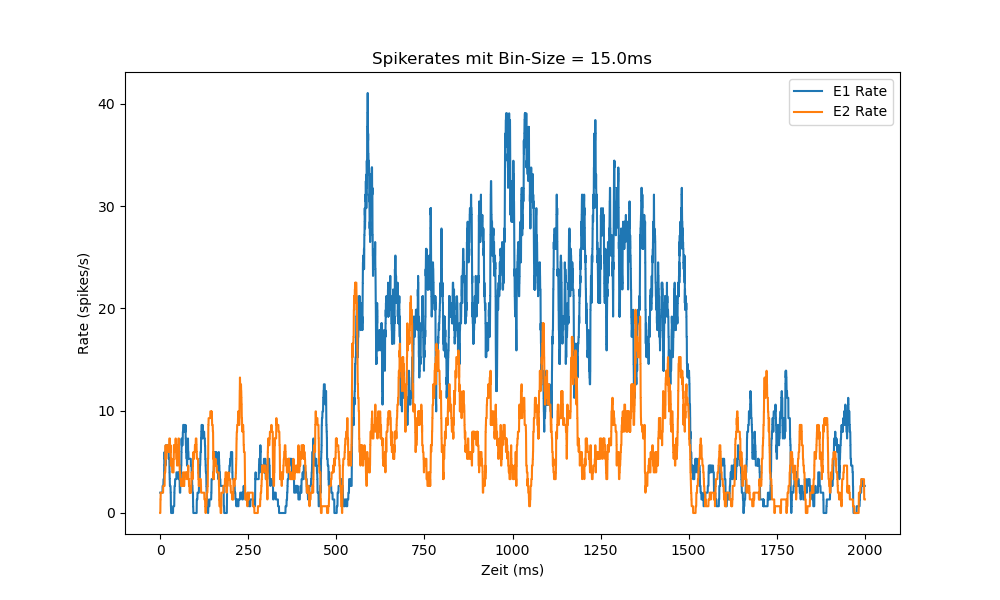 Spikerates mit Bin-Size = 15.0ms
E1 Rate
E2 Rate
40
30
20
10
0
Rate (spikes/s)
0 250 500 750 1000 1250 1500 1750 2000
Zeit (ms)